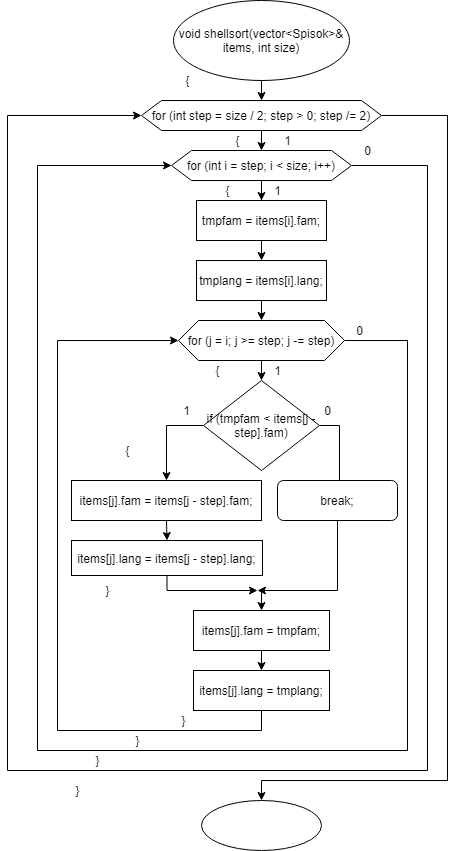 void shellsort(vector<Spisok>&
items, int size)
{
for (int step = size / 2; step > 0; step /= 2)
{ 1
0
for (int i = step; i < size; i++)
{ 1
tmpfam = items[i].fam;
tmplang = items[i].lang;
0
for (j = i; j >= step; j -= step)
{ 1
1 0
if (tmpfam < items[j -
step].fam)
{
items[j].fam = items[j - step].fam;
break;
items[j].lang = items[j - step].lang;
}
items[j].fam = tmpfam;
items[j].lang = tmplang;
}
}
}
}